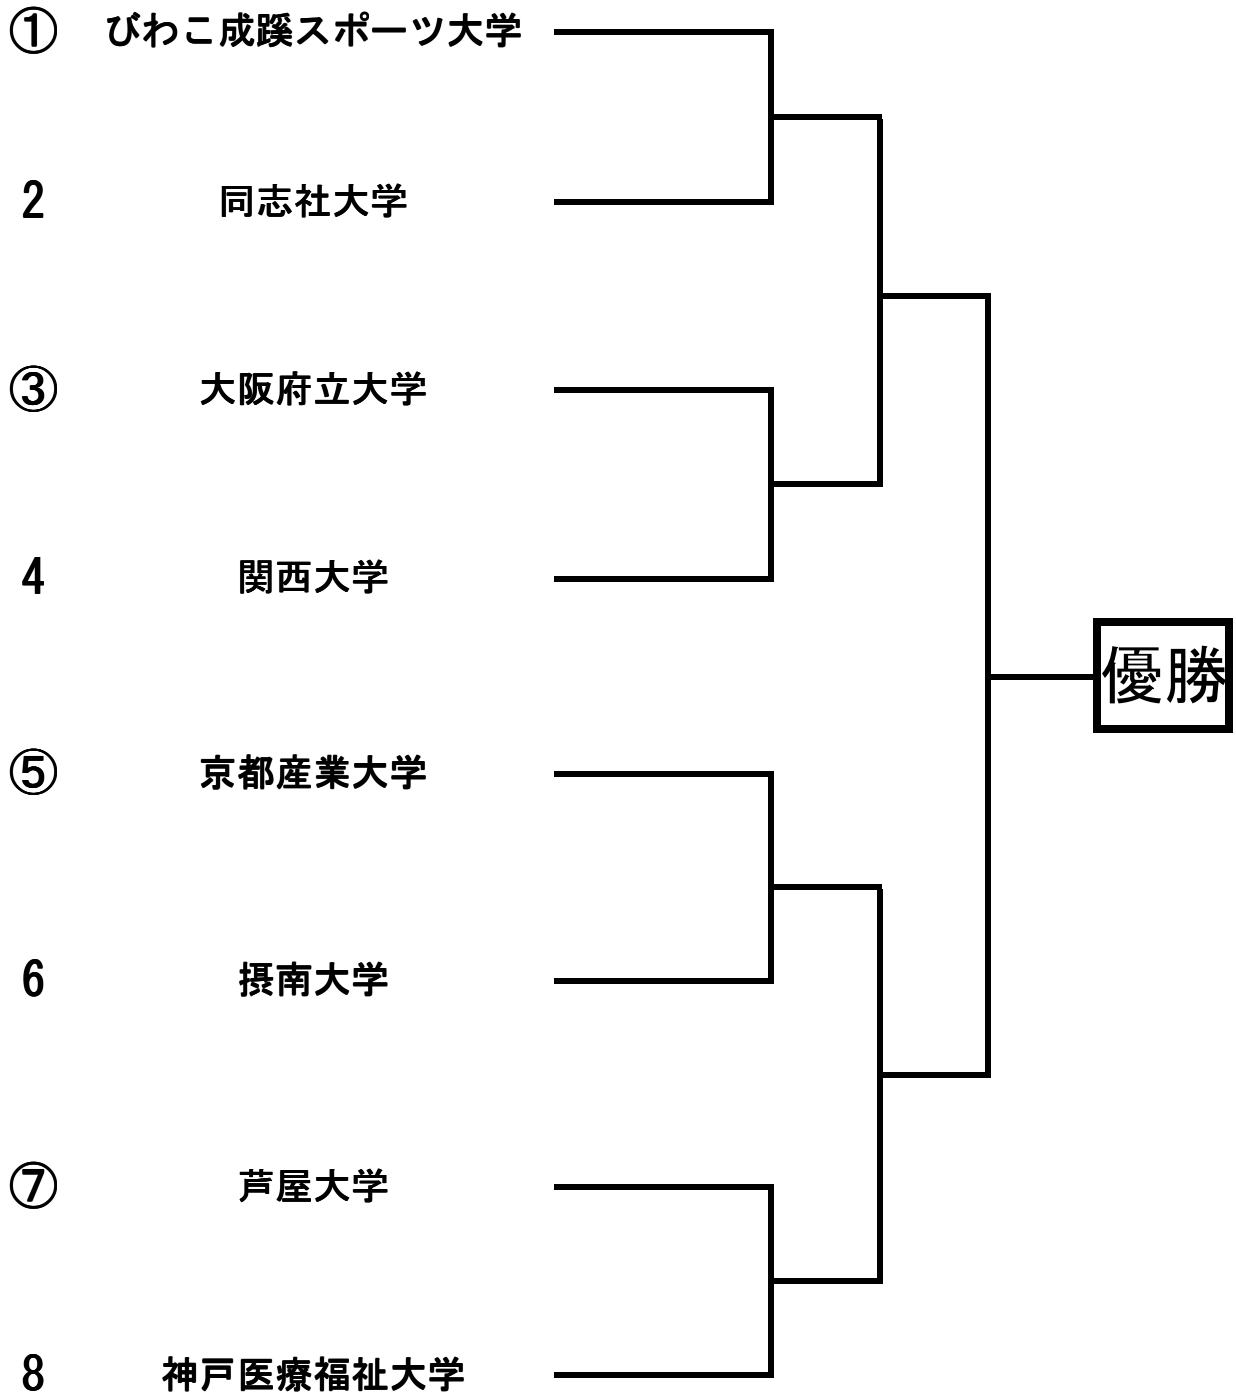 ① びわこ成蹊スポーツ大学
2 同志社大学
③ 大阪府立大学
4 関西大学
優勝
⑤ 京都産業大学
6 摂南大学
⑦ 芦屋大学
8 神戸医療福祉大学